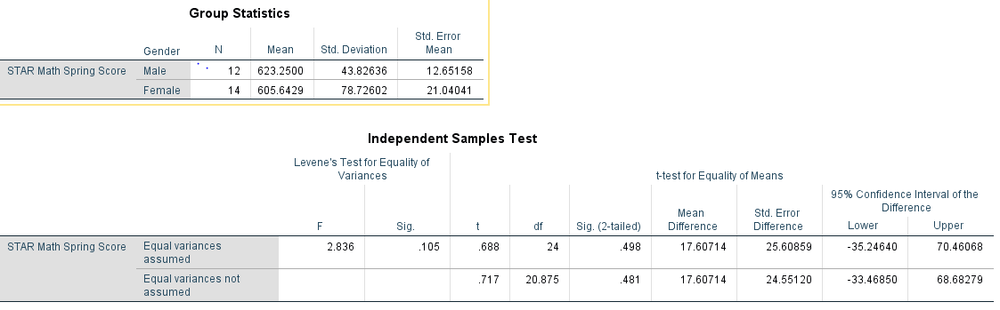 Group Statistics
Gender N Mean Std. Deviation Std. Error Mean
STAR Math Spring Score Male 12 623.2500 43.82636 12.65158
Female 14 605.6429 78.72602 21.04041
Independent Samples Test
Levene's Test for Equality of Variances
t-test for Equality of Means
95% Confidence Interval of the Difference
F Sig. t df Sig. (2-tailed) Mean Difference Std. Error Difference Lower Upper
STAR Math Spring Score Equal variances assumed 2.836 .105 .688 24 .498 17.60714 25.60859 -35.24640 70.46068
Equal variances not assumed .717 20.875 .481 17.60714 24.55120 -33.46850 68.68279